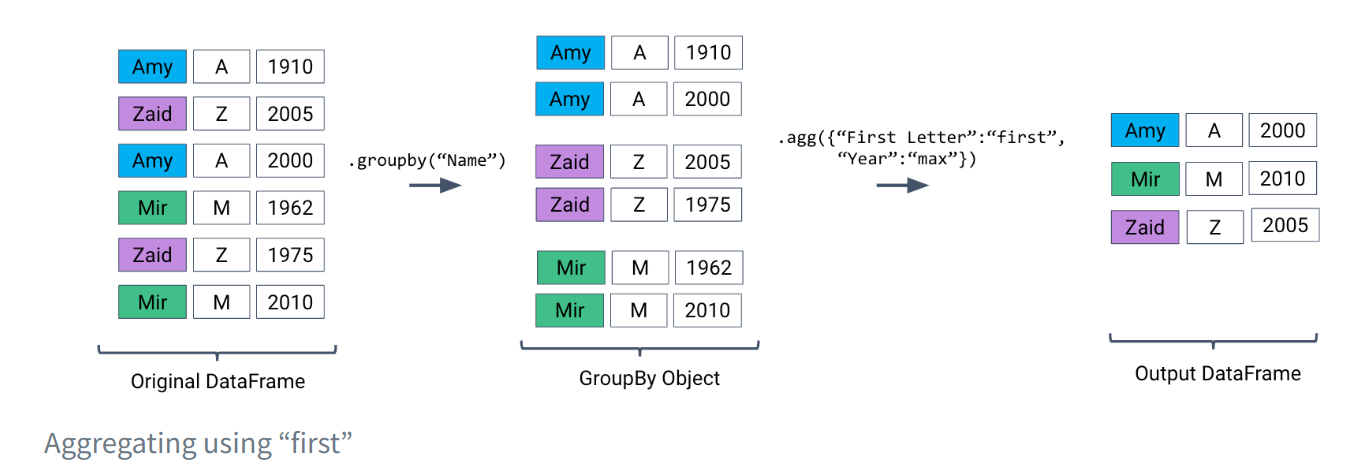 Amy A 1910
Zaid Z 2005
Amy A 2000
Mir M 1962
Zaid Z 1975
Mir M 2010
Original DataFrame
.groupby(“Name”)
Amy A 1910
Amy A 2000
Zaid Z 2005
Zaid Z 1975
Mir M 1962
Mir M 2010
GroupBy Object
.agg({“First Letter”:“first”,
“Year”:“max”})
Amy A 2000
Mir M 2010
Zaid Z 2005
Output DataFrame
Aggregating using “first”